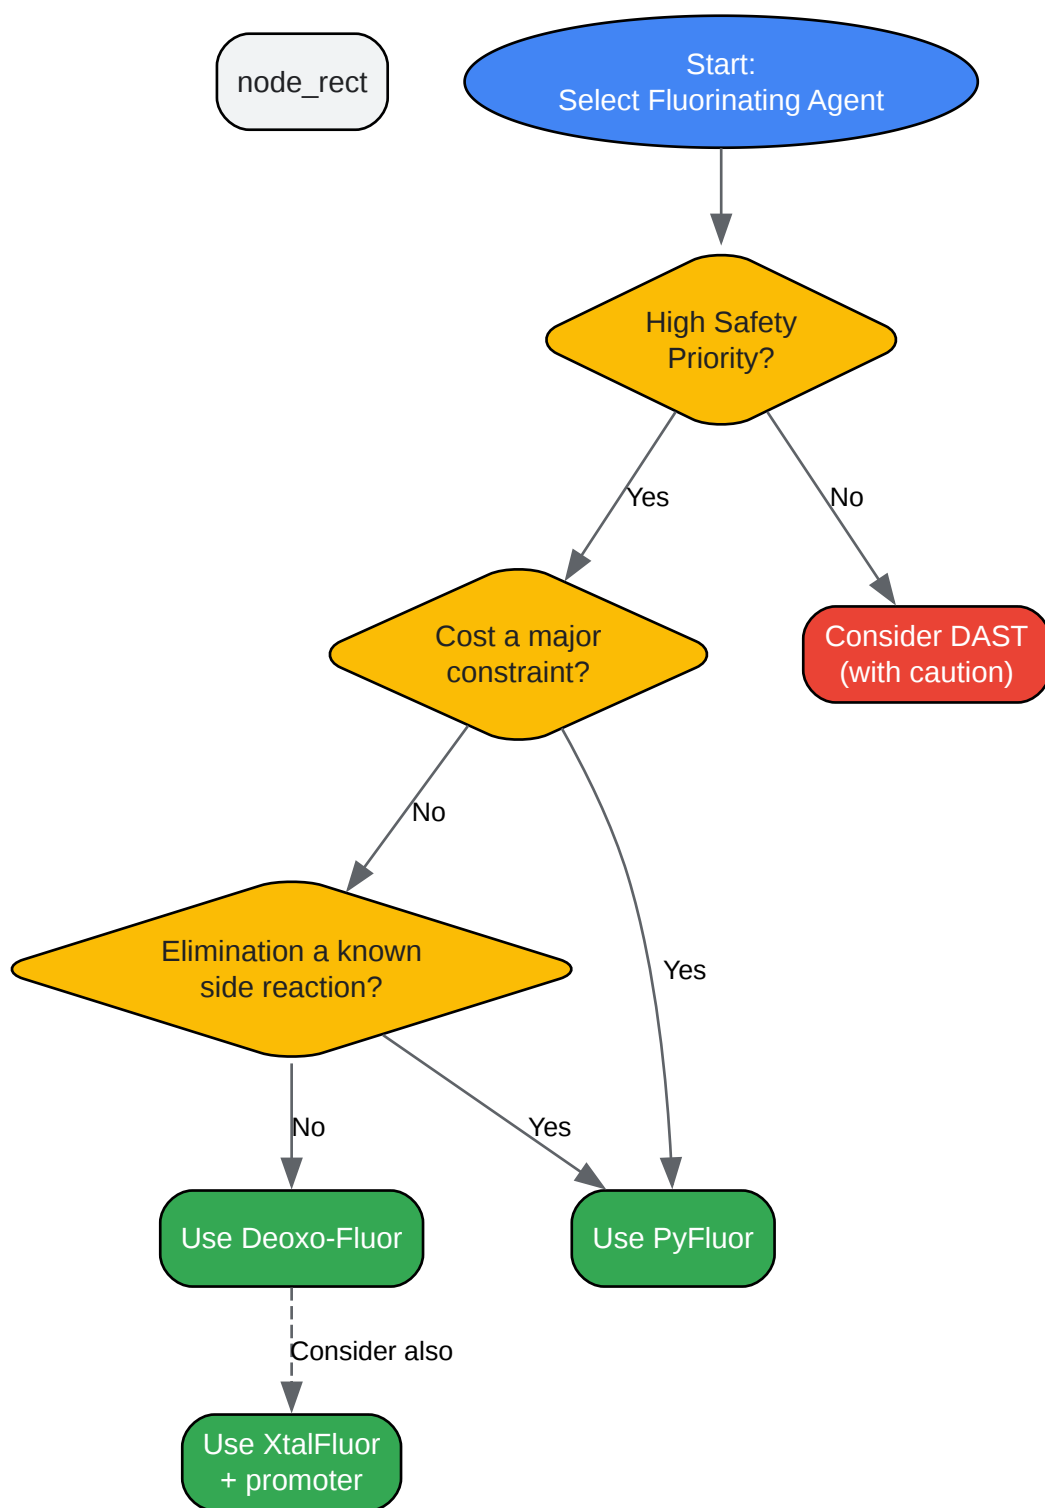 node_rect
Start:
Select Fluorinating Agent
High Safety
Priority?
Yes
No
Cost a major
constraint?
Consider DAST
(with caution)
No
Elimination a known
side reaction?
Yes
No
Yes
Use Deoxo-Fluor
Use PyFluor
Consider also
Use XtalFluor
+ promoter